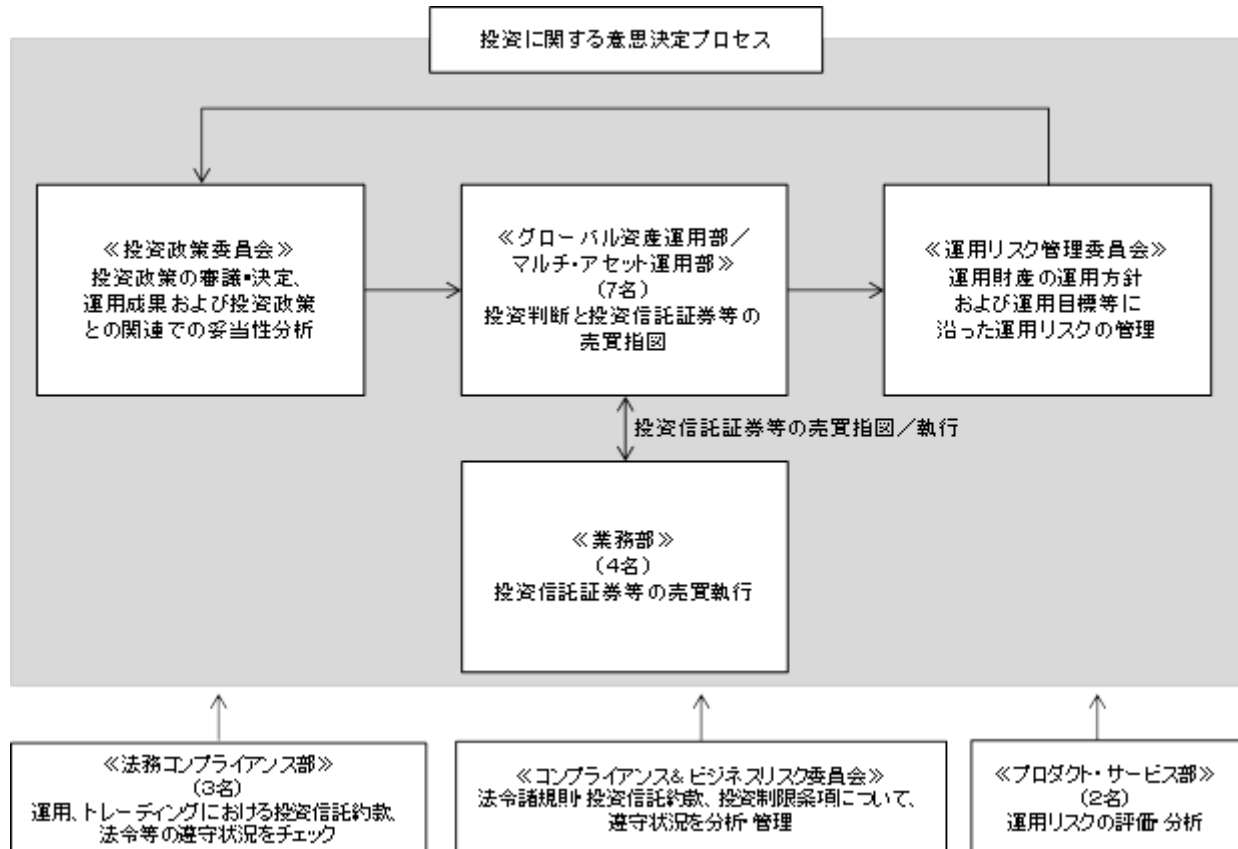 投資に関する意思決定プロセス
≪投資政策委員会≫
投資政策の審議・決定、
運用成果および投資政策
との関連での妥当性分析
≪グローバル資産運用部／
マルチ・アセット運用部≫
(7名)
投資判断と投資信託証券等の
売買指図
≪運用リスク管理委員会≫
運用財産の運用方針
および運用目標等に
沿った運用リスクの管理
投資信託証券等の売買指図／執行
≪業務部≫
(4名)
投資信託証券等の売買執行
≪法務コンプライアンス部≫
(3名)
運用、トレーディングにおける投資信託約款、
法令等の遵守状況をチェック
≪コンプライアンス&ビジネスリスク委員会≫
法令諸規則・投資信託約款、投資制限条項について、
遵守状況を分析・管理
≪プロダクト・サービス部≫
(2名)
運用リスクの評価・分析